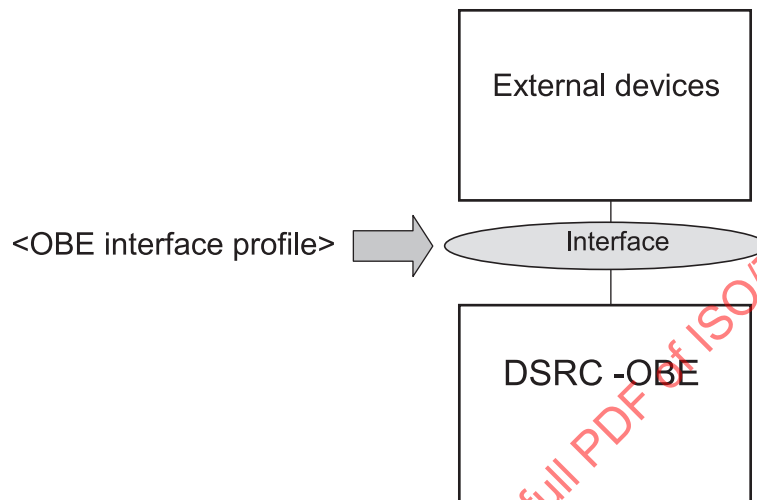 External devices
<OBE interface profile>
Interface
DSRC -OBE
full PDF of ISO/